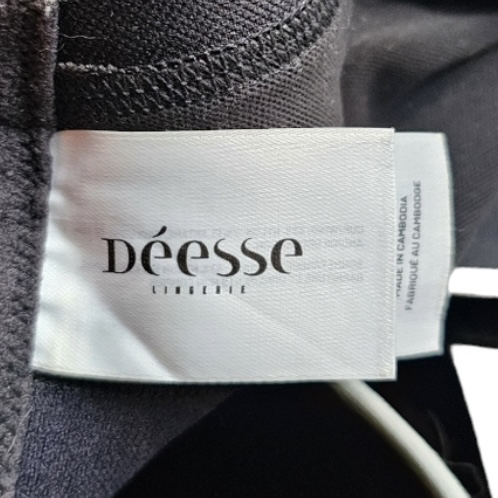 Déesse
LINGERIE
MADE IN CAMBODIA
FABRIQUÉ AU CAMBODGE